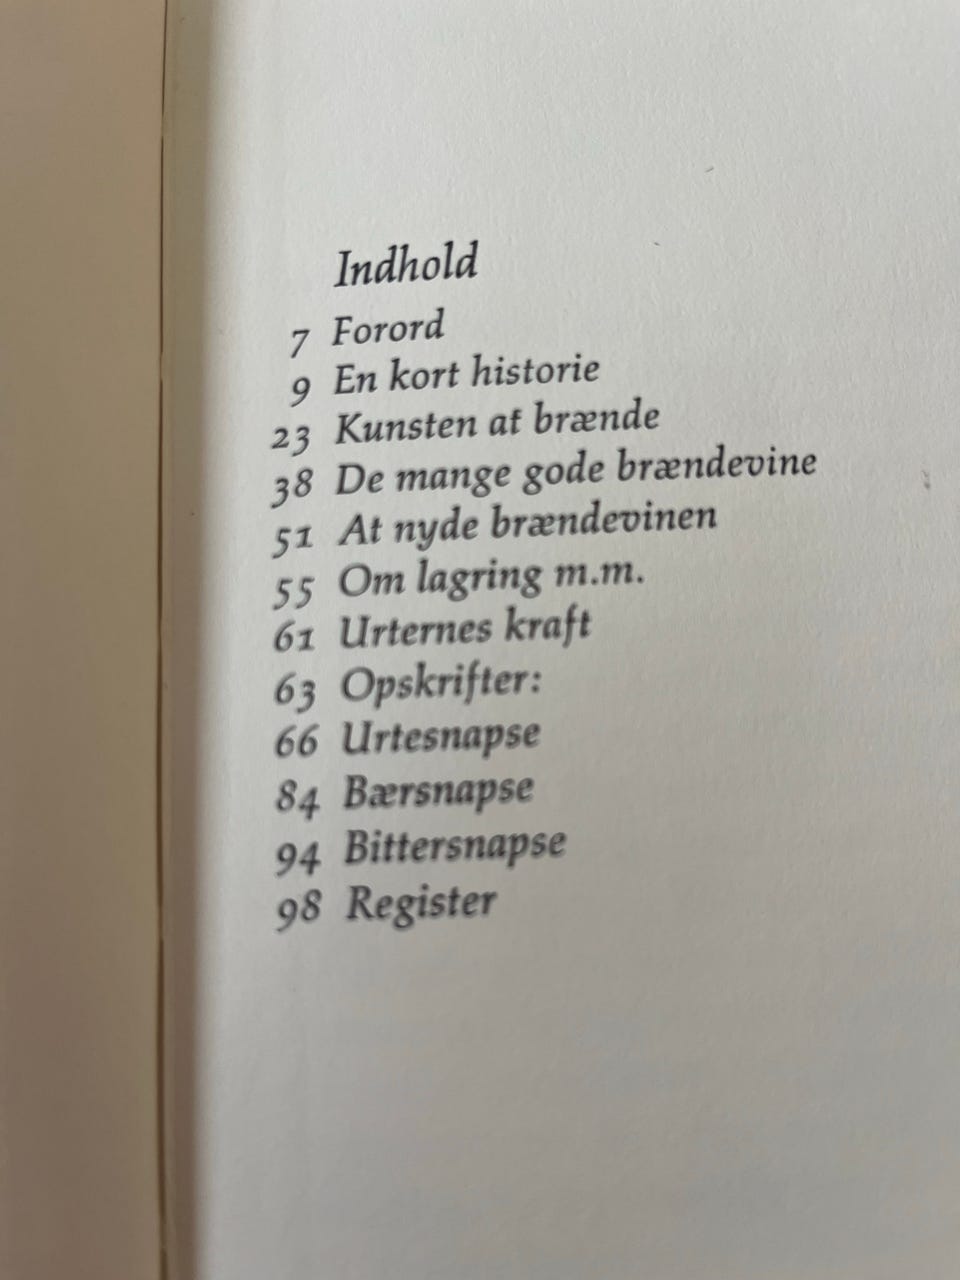 Indhold
7 Forord
9 En kort historie
23 Kunsten at brænde
38 De mange gode brændevine
51 At nyde brændevinen
55 Om lagring m.m.
61 Urternes kraft
63 Opskrifter:
66 Urtesnapse
84 Bærsnapse
94 Bittersnapse
98 Register